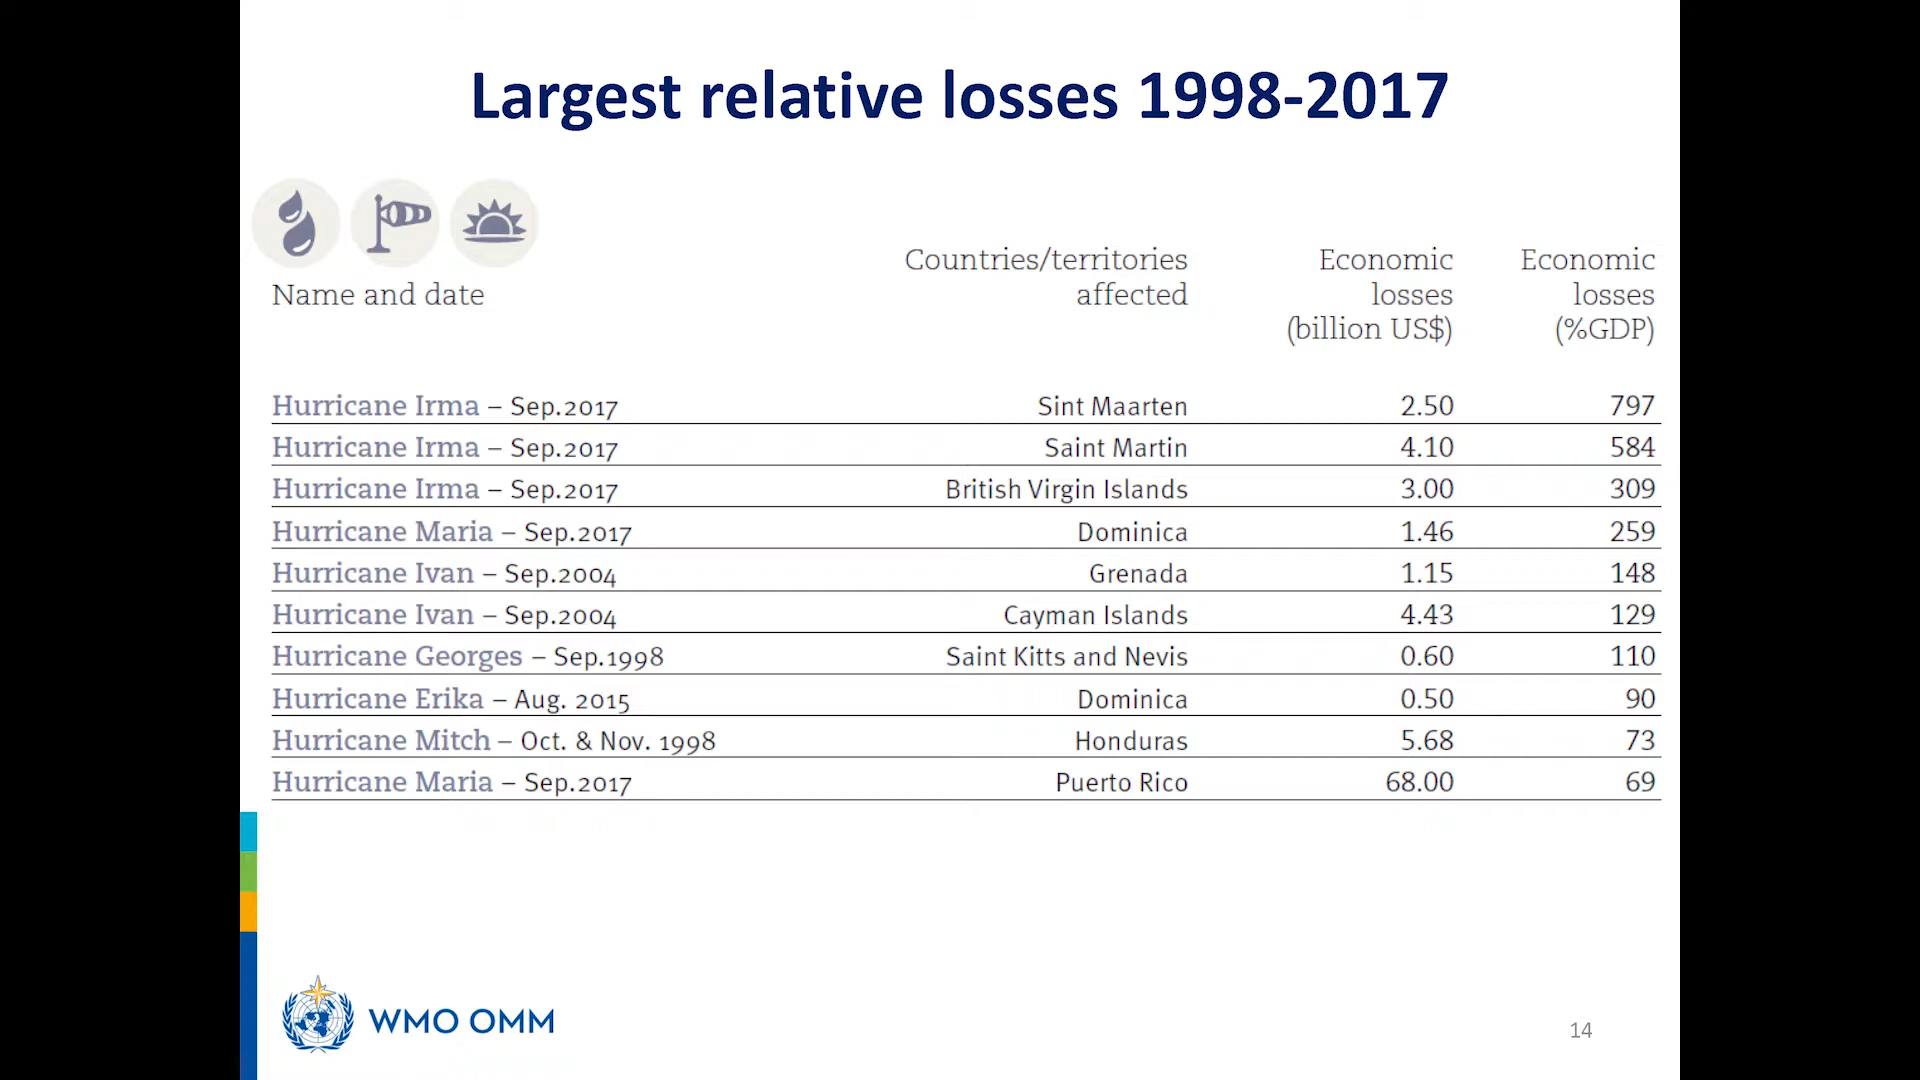 Largest relative losses 1998-2017
Countries/territories affected
Economic losses (billion US$)
Economic losses (%GDP)
Name and date
Hurricane Irma – Sep.2017 Sint Maarten 2.50 797
Hurricane Irma – Sep.2017 Saint Martin 4.10 584
Hurricane Irma – Sep.2017 British Virgin Islands 3.00 309
Hurricane Maria – Sep.2017 Dominica 1.46 259
Hurricane Ivan – Sep.2004 Grenada 1.15 148
Hurricane Ivan – Sep.2004 Cayman Islands 4.43 129
Hurricane Georges – Sep.1998 Saint Kitts and Nevis 0.60 110
Hurricane Erika – Aug. 2015 Dominica 0.50 90
Hurricane Mitch – Oct. & Nov. 1998 Honduras 5.68 73
Hurricane Maria – Sep.2017 Puerto Rico 68.00 69
WMO OMM
14